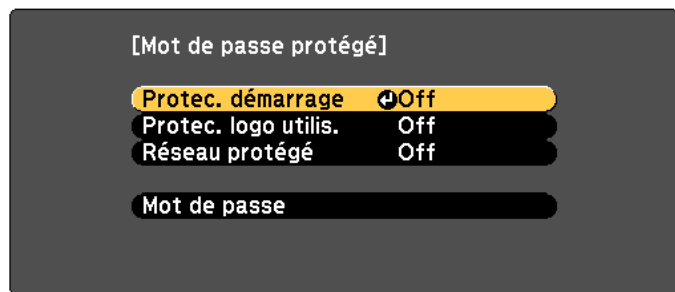 [Mot de passe protégé]
Protec. démarrage Off
Protec. logo utilis. Off
Réseau protégé Off
Mot de passe